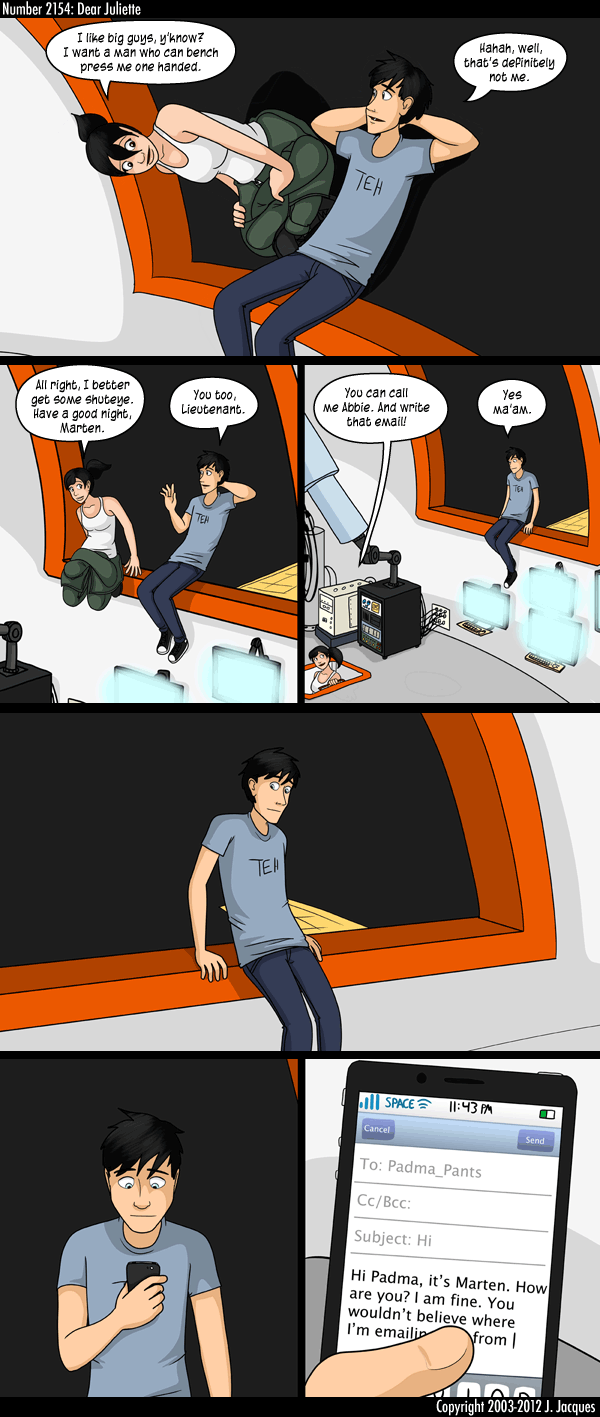 Number 2154: Dear Juliette
I like big guys, y'know?
I want a man who can bench
press me one handed.
Hahah, well,
that's definitely
not me.
TEH
All right, I better
get some shuteye.
Have a good night,
Marten.
You too,
Lieutenant.
TEH
You can call
me Abbie. And write
that email!
Yes
ma'am.
TEH
TEH
SPACE 11:43 PM
Cancel
Send
To: Padma_Pants
Cc/Bcc:
Subject: Hi
Hi Padma, it's Marten. How
are you? I am fine. You
wouldn't believe where
I'm from
Copyright 2003-2012 J. Jacques